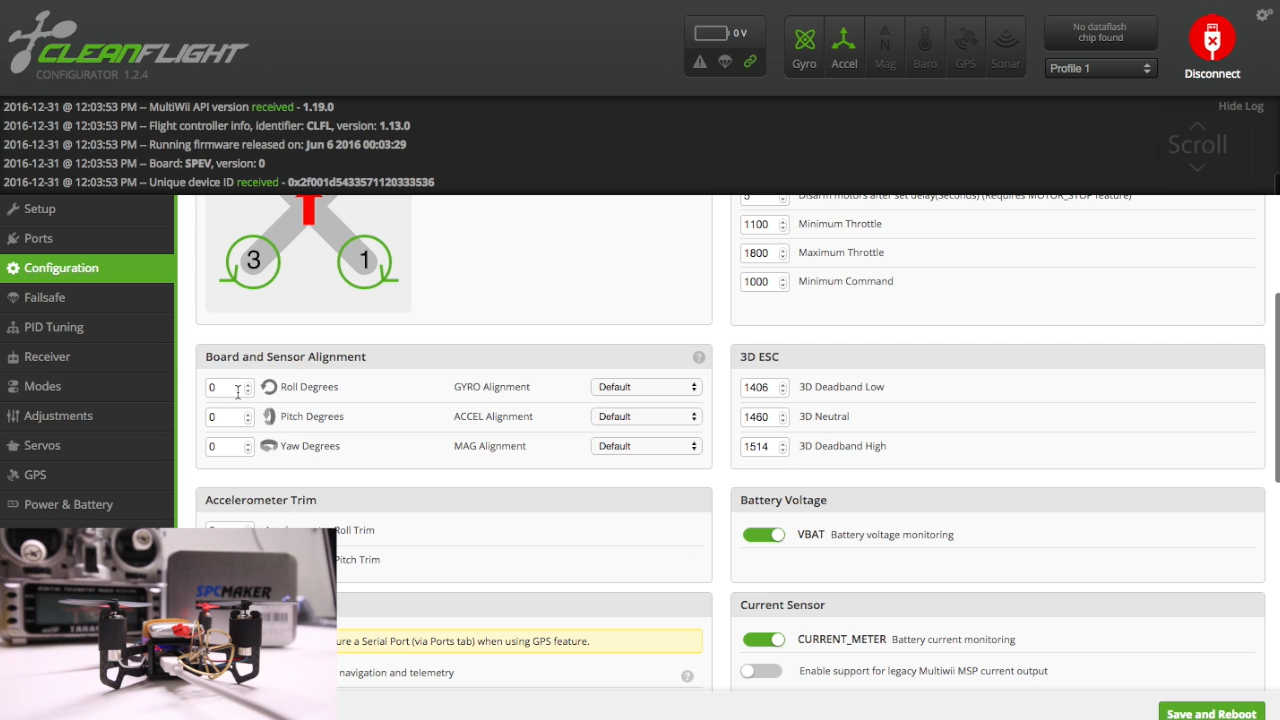 CLEANFLIGHT
CONFIGURATOR 1.2.4
0 V
Gyro
Accel
Mag
Baro
GPS
Sonar
No dataflash
chip found
Profile 1
Disconnect
2016-12-31 @ 12:03:53 PM -- MultiWii API version received - 1.19.0
2016-12-31 @ 12:03:53 PM -- Flight controller info, identifier: CLFL, version: 1.13.0
2016-12-31 @ 12:03:53 PM -- Running firmware released on: Jun 6 2016 00:03:29
2016-12-31 @ 12:03:53 PM -- Board: SPEV, version: 0
2016-12-31 @ 12:03:53 PM -- Unique device ID received - 0x2f001d5433571120333536
Hide Log
Scroll
Setup
Ports
Configuration
Failsafe
PID Tuning
Receiver
Modes
Adjustments
Servos
GPS
Power & Battery
3
1
5 Disarm motors after set delay(Seconds) (Requires MOTOR_STOP feature)
1100 Minimum Throttle
1800 Maximum Throttle
1000 Minimum Command
Board and Sensor Alignment
?
0 Roll Degrees GYRO Alignment Default
0 Pitch Degrees ACCEL Alignment Default
0 Yaw Degrees MAG Alignment Default
3D ESC
1406 3D Deadband Low
1460 3D Neutral
1514 3D Deadband High
Accelerometer Trim
Roll Trim
Pitch Trim
Battery Voltage
VBAT Battery voltage monitoring
ure a Serial Port (via Ports tab) when using GPS feature.
navigation and telemetry
?
Current Sensor
CURRENT_METER Battery current monitoring
Enable support for legacy Multiwii MSP current output
Save and Reboot
SPCMAKER